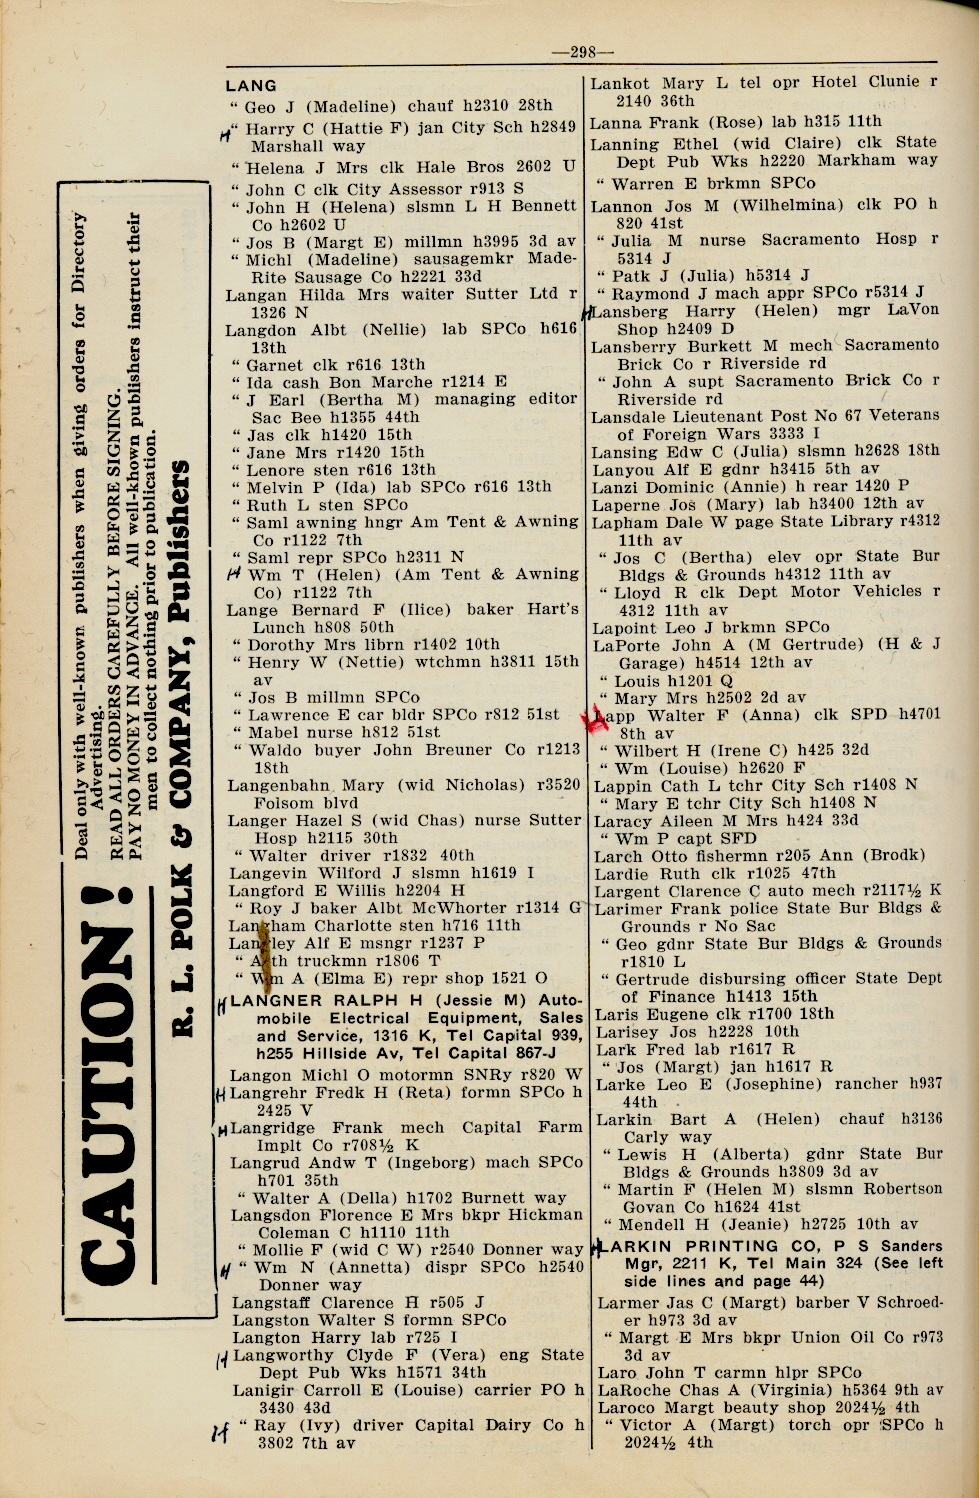 —298—
LANG
“ Geo J (Madeline) chauf h2310 28th
H“ Harry C (Hattie F) jan City Sch h2849
Marshall way
“ Helena J Mrs clk Hale Bros 2602 U
“ John C clk City Assessor r913 S
“ John H (Helena) slsmn L H Bennett
Co h2602 U
“ Jos B (Margt E) millmn h3995 3d av
“ Michl (Madeline) sausagemkr Made-
Rite Sausage Co h2221 33d
Langan Hilda Mrs waiter Sutter Ltd r
1326 N
Langdon Albt (Nellie) lab SPCo h616
13th
“ Garnet clk r616 13th
“ Ida cash Bon Marche r1214 E
“ J Earl (Bertha M) managing editor
Sac Bee h1355 44th
“ Jas clk h1420 15th
“ Jane Mrs r1420 15th
“ Lenore sten r616 13th
“ Melvin P (Ida) lab SPCo r616 13th
“ Ruth L sten SPCo
“ Saml awning hngr Am Tent & Awning
Co r1122 7th
“ Saml repr SPCo h2311 N
H Wm T (Helen) (Am Tent & Awning
Co) r1122 7th
Lange Bernard F (Ilice) baker Hart's
Lunch h808 50th
“ Dorothy Mrs librn r1402 10th
“ Henry W (Nettie) wtchmn h3811 15th
av
“ Jos B millmn SPCo
“ Lawrence E car bldr SPCo r812 51st
“ Mabel nurse h812 51st
“ Waldo buyer John Breuner Co r1213
18th
Langenbahn Mary (wid Nicholas) r3520
Folsom blvd
Langer Hazel S (wid Chas) nurse Sutter
Hosp h2115 30th
“ Walter driver r1832 40th
Langevin Wilford J slsmn h1619 I
Langford E Willis h2204 H
“ Roy J baker Albt McWhorter r1314 G
Langham Charlotte sten h716 11th
Langley Alf E msngr r1237 P
“ truckmn r1806 T
“ Wm A (Elma E) repr shop 1521 O
H LANGNER RALPH H (Jessie M) Auto-
mobile Electrical Equipment, Sales
and Service, 1316 K, Tel Capital 939,
h255 Hillside Av, Tel Capital 867-J
Langon Michl O motormn SNRy r820 W
H Langrehr Fredk H (Reta) formn SPCo h
2425 V
H Langridge Frank mech Capital Farm
Implt Co r708½ K
Langrud Andw T (Ingeborg) mach SPCo
h701 35th
“ Walter A (Della) h1702 Burnett way
Langsdon Florence E Mrs bkpr Hickman
Coleman C h1110 11th
“ Mollie F (wid C W) r2540 Donner way
H “ Wm N (Annetta) dispr SPCo h2540
Donner way
Langstaff Clarence H r505 J
Langston Walter S formn SPCo
Langton Harry lab r725 I
H Langworthy Clyde F (Vera) eng State
Dept Pub Wks h1571 34th
Lanigir Carroll E (Louise) carrier PO h
3430 43d
H “ Ray (Ivy) driver Capital Dairy Co h
3802 7th av
Lankot Mary L tel opr Hotel Clunie r
2140 36th
Lanna Frank (Rose) lab h315 11th
Lanning Ethel (wid Claire) clk State
Dept Pub Wks h2220 Markham way
“ Warren E brkmn SPCo
Lannon Jos M (Wilhelmina) clk PO h
820 41st
“ Julia M nurse Sacramento Hosp r
5314 J
“ Patk J (Julia) h5314 J
“ Raymond J mach appr SPCo r5314 J
H Lansberg Harry (Helen) mgr LaVon
Shop h2409 D
Lansberry Burkett M mech Sacramento
Brick Co r Riverside rd
“ John A supt Sacramento Brick Co r
Riverside rd
Lansdale Lieutenant Post No 67 Veterans
of Foreign Wars 3333 I
Lansing Edw C (Julia) slsmn h2628 18th
Lanyou Alf E gdnr h3415 5th av
Lanzi Dominic (Annie) h rear 1420 P
Laperne Jos (Mary) lab h3400 12th av
Lapham Dale W page State Library r4312
11th av
“ Jos C (Bertha) elev opr State Bur
Bldgs & Grounds h4312 11th av
“ Lloyd R clk Dept Motor Vehicles r
4312 11th av
Lapoint Leo J brkmn SPCo
LaPorte John A (M Gertrude) (H & J
Garage) h4514 12th av
“ Louis h1201 Q
“ Mary Mrs h2502 2d av
Lapp Walter F (Anna) clk SPD h4701
8th av
“ Wilbert H (Irene C) h425 32d
“ Wm (Louise) h2620 F
Lappin Cath L tchr City Sch r1408 N
“ Mary E tchr City Sch h1408 N
Laracy Aileen M Mrs h424 33d
“ Wm P capt SFD
Larch Otto fishermn r205 Ann (Brodk)
Lardie Ruth clk r1025 47th
Largent Clarence C auto mech r2117½ K
Larimer Frank police State Bur Bldgs &
Grounds r No Sac
“ Geo gdnr State Bur Bldgs & Grounds
r1810 L
“ Gertrude disbursing officer State Dept
of Finance h1413 15th
Laris Eugene clk r1700 18th
Larisey Jos h2228 10th
Lark Fred lab r1617 R
“ Jos (Margt) jan h1617 R
Larke Leo E (Josephine) rancher h937
44th
Larkin Bart A (Helen) chauf h3136
Carly way
“ Lewis H (Alberta) gdnr State Bur
Bldgs & Grounds h3809 3d av
“ Martin F (Helen M) slsmn Robertson
Govan Co h1624 41st
“ Mendell H (Jeanie) h2725 10th av
H LARKIN PRINTING CO, P S Sanders
Mgr, 2211 K, Tel Main 324 (See left
side lines and page 44)
Larmer Jas C (Margt) barber V Schroed-
er h973 3d av
“ Margt E Mrs bkpr Union Oil Co r973
3d av
Laro John T carmn hlpr SPCo
LaRoche Chas A (Virginia) h5364 9th av
Laroco Margt beauty shop 2024½ 4th
“ Victor A (Margt) torch opr SPCo h
2024½ 4th
CAUTION!
Deal only with well-known publishers when giving orders for Directory
Advertising.
READ ALL ORDERS CAREFULLY BEFORE SIGNING.
PAY NO MONEY IN ADVANCE. All well-known publishers instruct their
men to collect nothing prior to publication.
R. L. POLK & COMPANY, Publishers